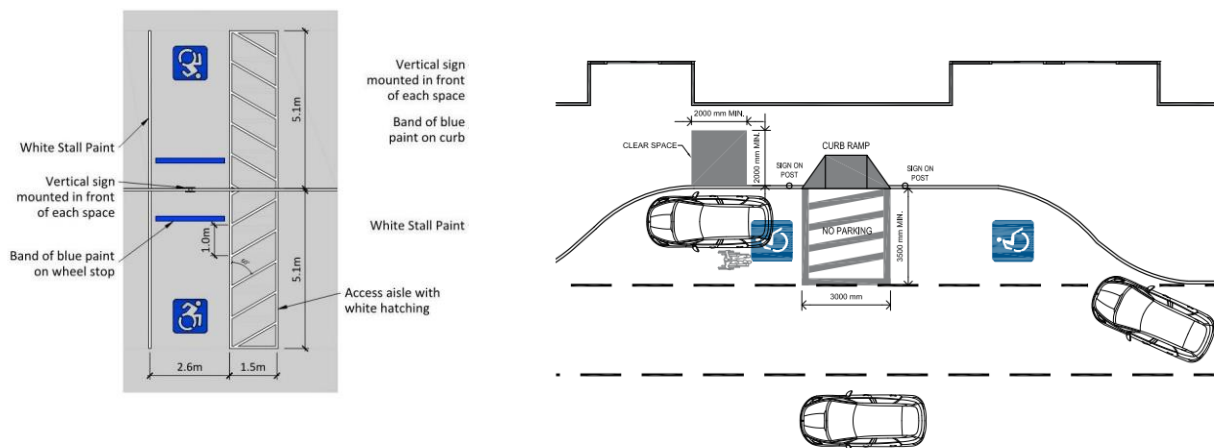 White Stall Paint
Vertical sign
mounted in front
of each space
Band of blue paint
on wheel stop
5.1m
1.0m
5.1m
2.6m
1.5m
Vertical sign
mounted in front
of each space
Band of blue
paint on curb
White Stall Paint
Access aisle with
white hatching
2000 mm MIN.
CLEAR SPACE
2000 mm MIN.
SIGN ON
POST
CURB RAMP
SIGN ON
POST
NO PARKING
3500 mm MIN.
3000 mm